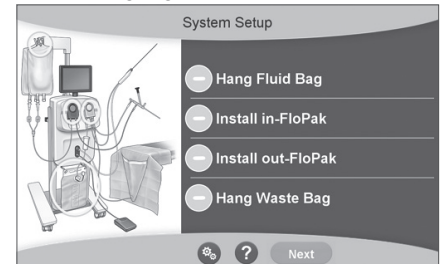 System Setup
Hang Fluid Bag
Install in-FloPak
Install out-FloPak
Hang Waste Bag
?
Next